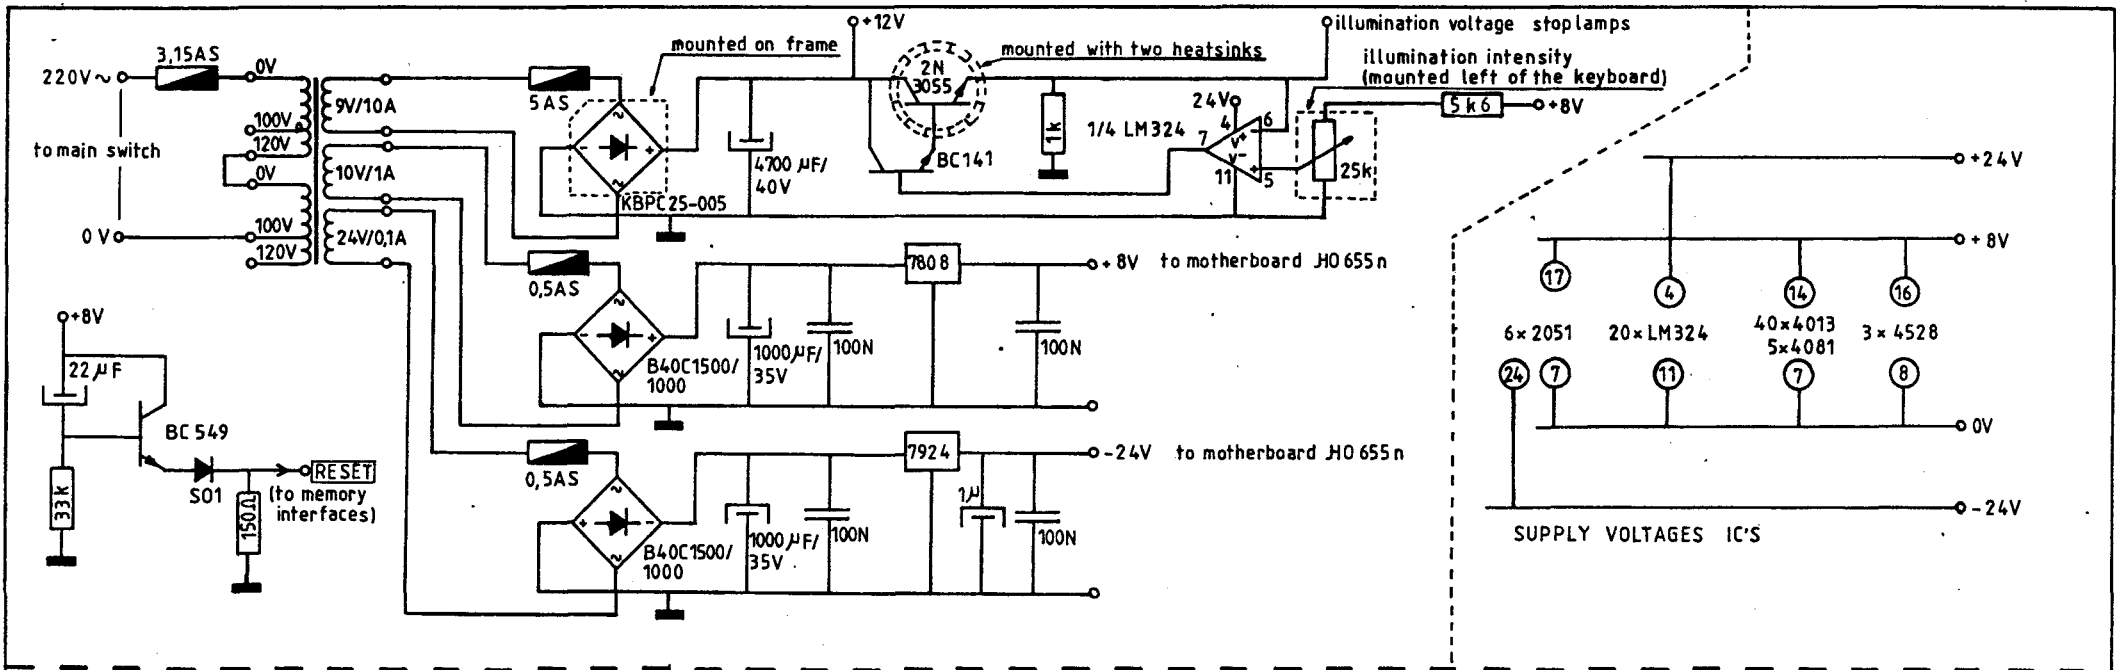 +12V
illumination voltage stoplamps
3,15AS
0V
mounted on frame
mounted with two heatsinks
illumination intensity
(mounted left of the keyboard)
220V~
5AS
9V/10A
2N
3055
24V
5k6
+8V
100V
120V
to main switch
1k
1/4 LM324
7
4
6
V+
V-
11
5
+
25k
BC141
4700 µF/
40V
-
+
~
~
KBPC25-005
0V
10V/1A
100V
120V
0V
24V/0,1A
0,5AS
~
-
+
~
B40C1500/
1000
1000µF/
35V
100N
7808
100N
+8V
to motherboard JHO 655n
0,5AS
~
+
-
~
B40C1500/
1000
1000µF/
35V
100N
7924
1µ
100N
-24V
to motherboard JHO 655n
+8V
22µF
BC549
33k
S01
150Ω
RESET
(to memory
interfaces)
+24V
+8V
17
4
14
16
6×2051
20×LM324
40×4013
5×4081
3×4528
24
7
11
7
8
0V
-24V
SUPPLY VOLTAGES IC'S